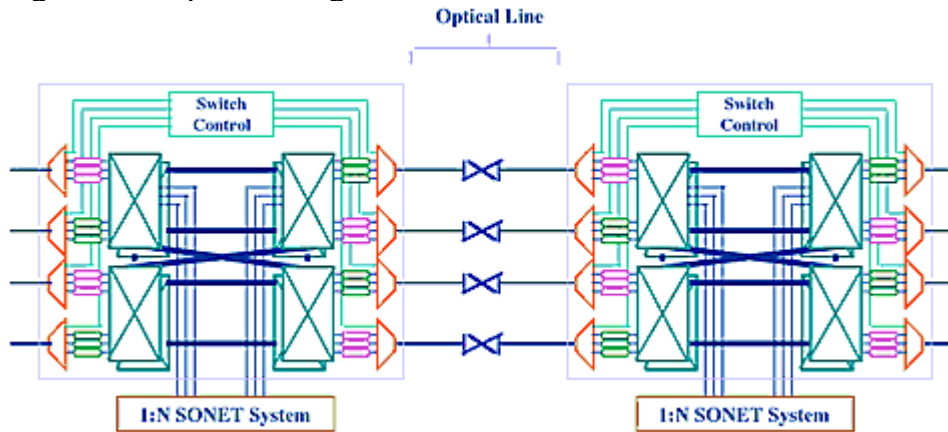 Optical Line
Switch
Control
Switch
Control
1:N SONET System
1:N SONET System